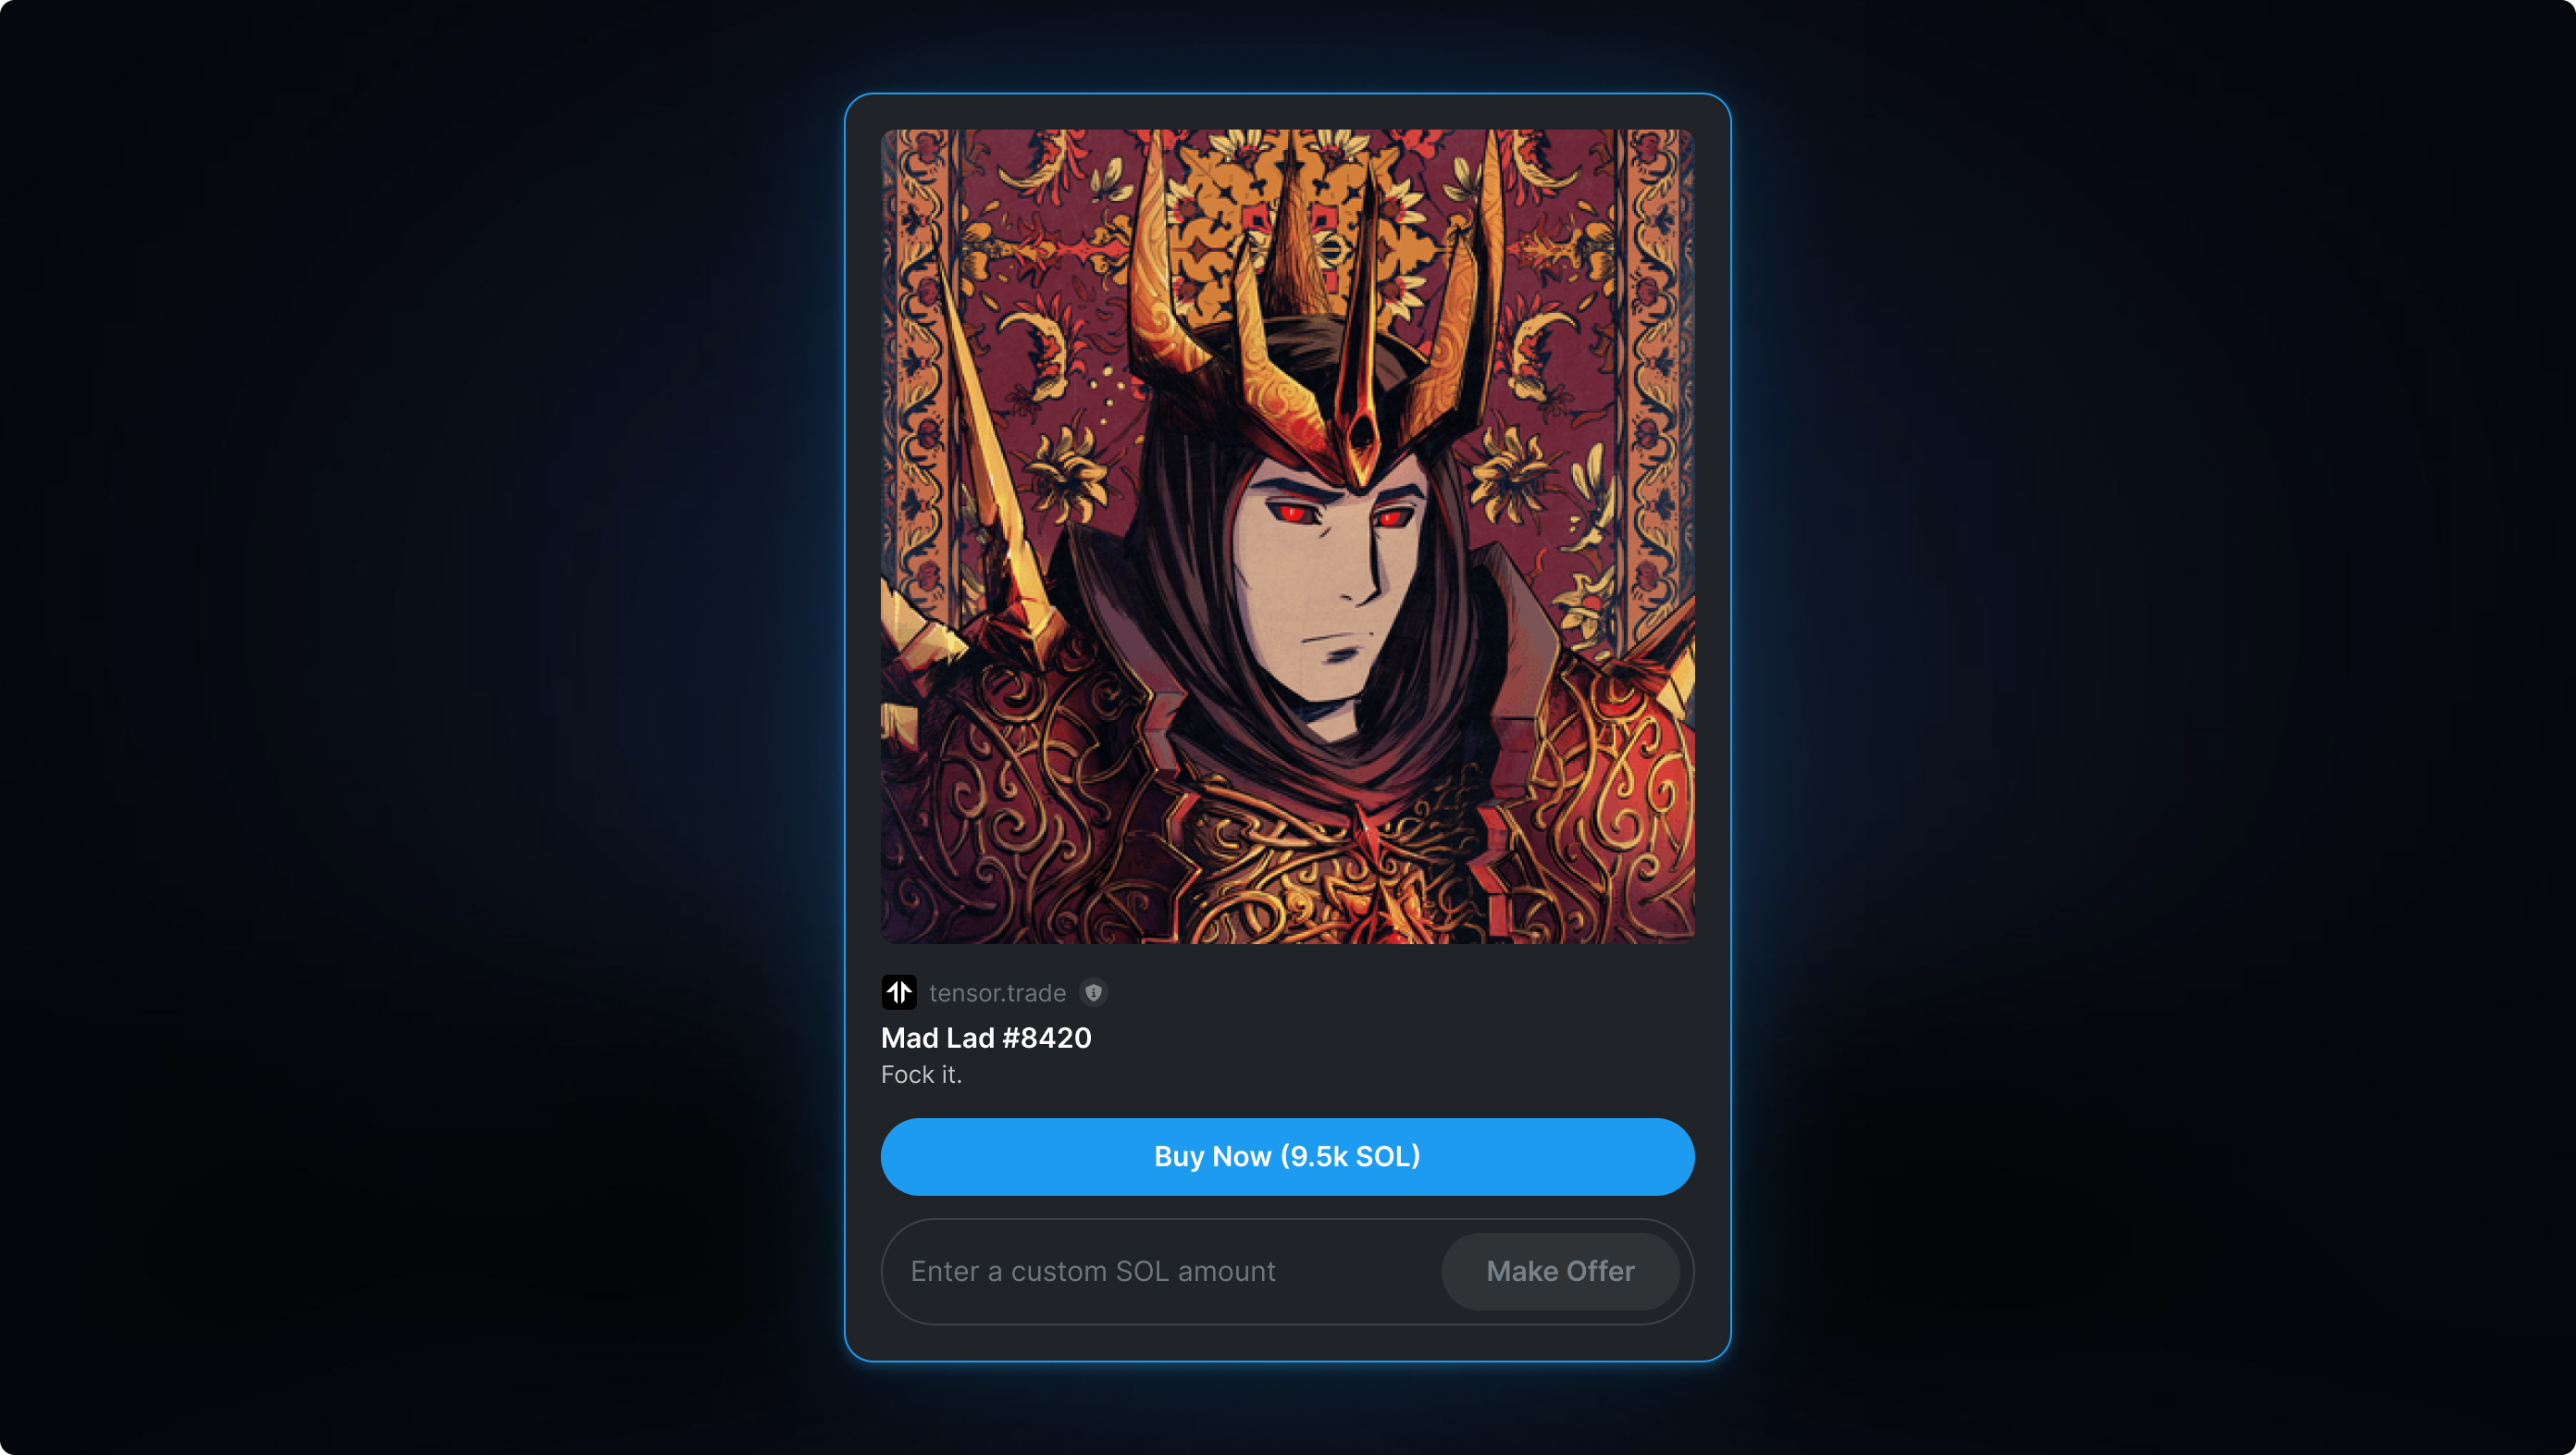 tensor.trade
Mad Lad #8420
Fock it.
Buy Now (9.5k SOL)
Enter a custom SOL amount
Make Offer